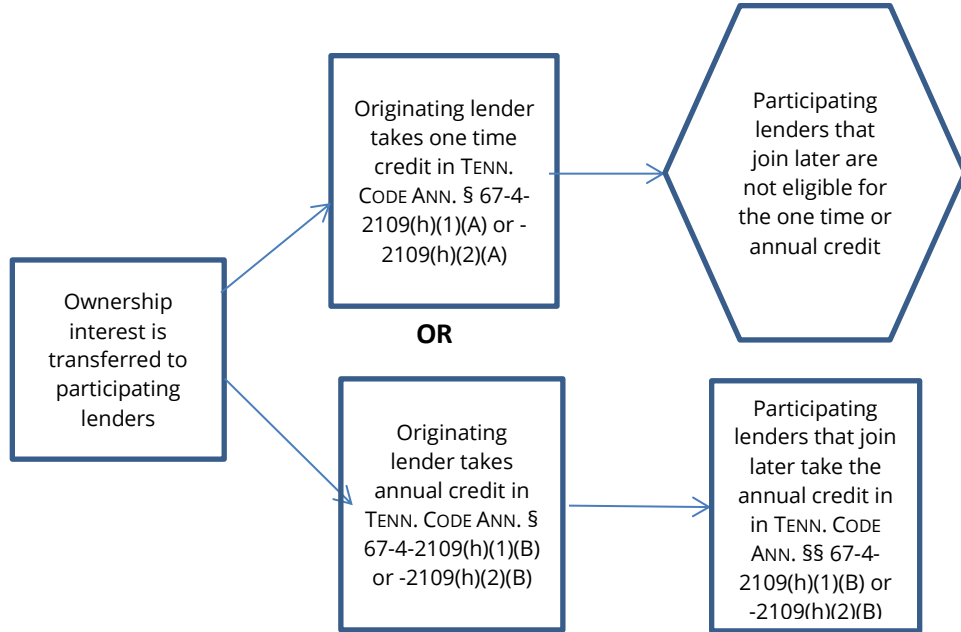 Ownership
interest is
transferred to
participating
lenders
Originating lender
takes one time
credit in TENN.
CODE ANN. § 67-4-
2109(h)(1)(A) or -
2109(h)(2)(A)
Participating
lenders that
join later are
not eligible for
the one time or
annual credit
OR
Originating
lender takes
annual credit in
TENN. CODE ANN. §
67-4-2109(h)(1)(B)
or -2109(h)(2)(B)
Participating
lenders that join
later take the
annual credit in
in TENN. CODE
ANN. §§ 67-4-
2109(h)(1)(B) or
-2109(h)(2)(B)